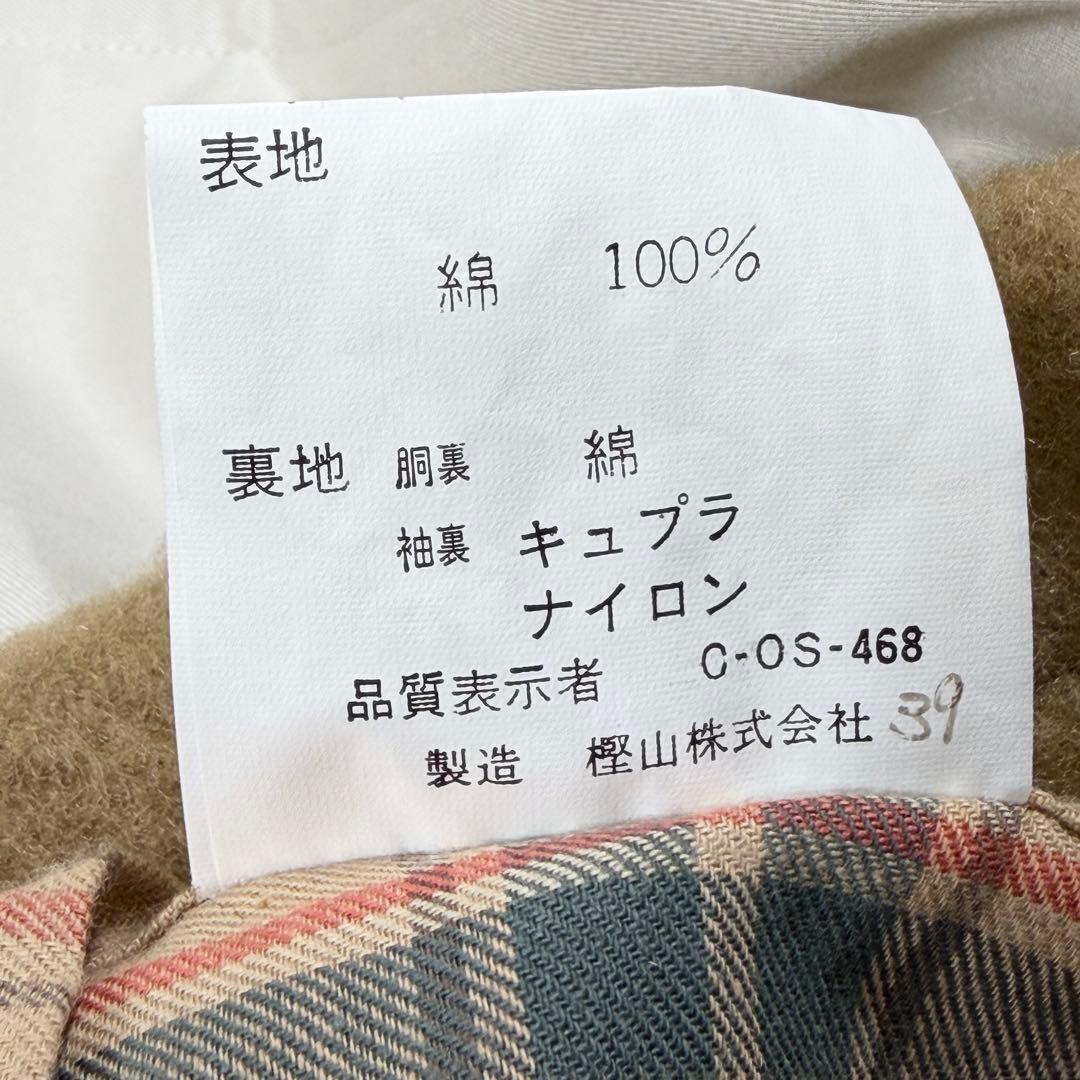 表地
綿 100%
裏地 胴裏 綿
袖裏 キュプラ
ナイロン
品質表示者 C-OS-468
製造 樫山株式会社 39